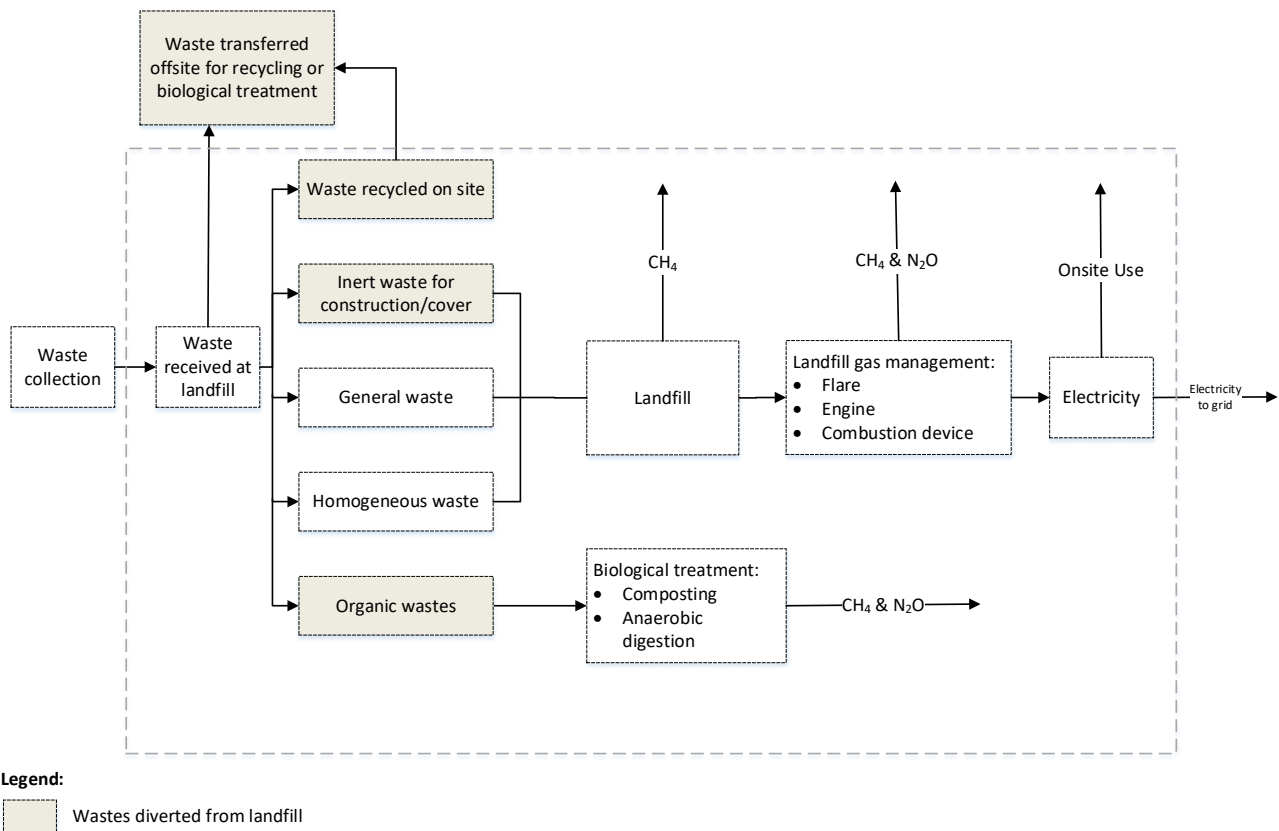 Waste transferred
offsite for recycling or
biological treatment
Waste recycled on site
Inert waste for
construction/cover
CH₄
CH₄ & N₂O
Onsite Use
Waste
collection
Waste
received at
landfill
General waste
Landfill
Landfill gas management:
• Flare
• Engine
• Combustion device
Electricity
Electricity
to grid
Homogeneous waste
Organic wastes
Biological treatment:
• Composting
• Anaerobic
digestion
CH₄ & N₂O
Legend:
Wastes diverted from landfill